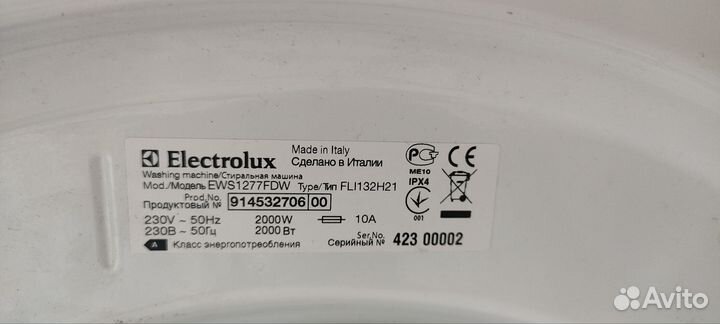 Electrolux Made in Italy
Сделано в Италии
Washing machine/Стиральная машина
Mod./Модель EWS1277FDW Type/Тип FLI132H21
Prod.No.
Продуктовый № 914532706 00
230V ~ 50Hz 2000W 10A
230В ~ 50Гц 2000 Вт
A Класс энергопотребления
Ser.No.
Серийный № 423 00002
РС
ME10
IPX4
001
CE
Avito